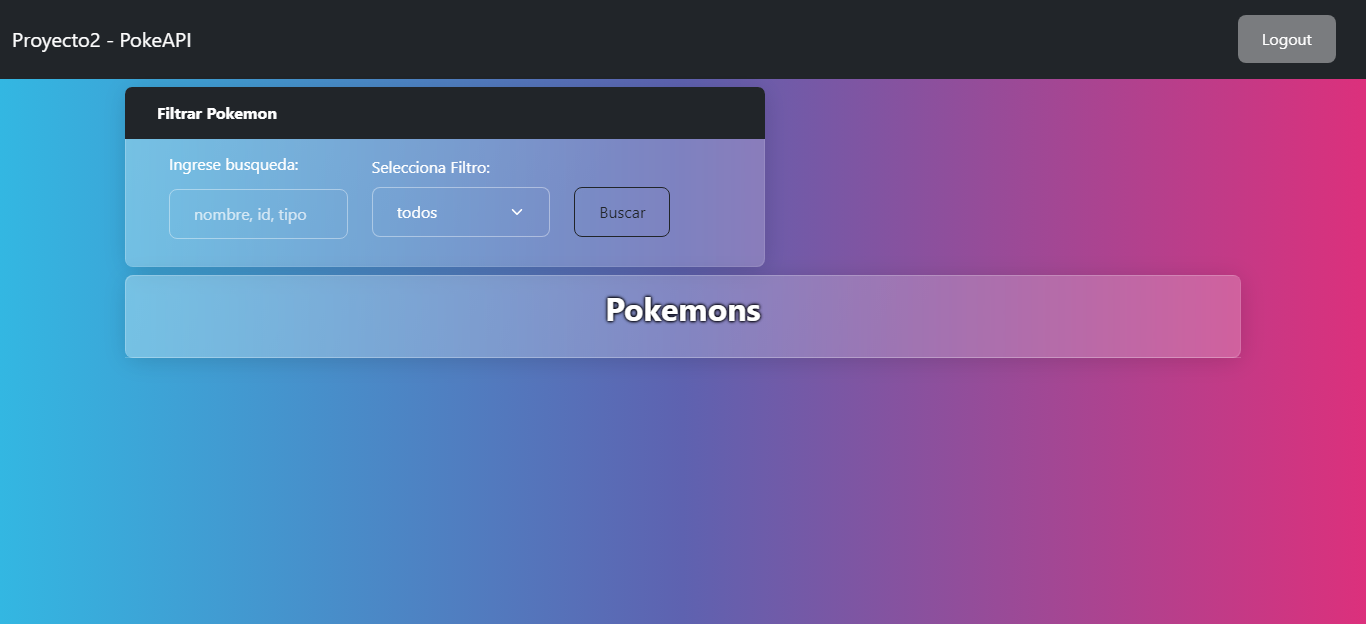 Proyecto2 - PokeAPI
Logout
Filtrar Pokemon
Ingrese busqueda:
Selecciona Filtro:
nombre, id, tipo
todos
Buscar
Pokemons